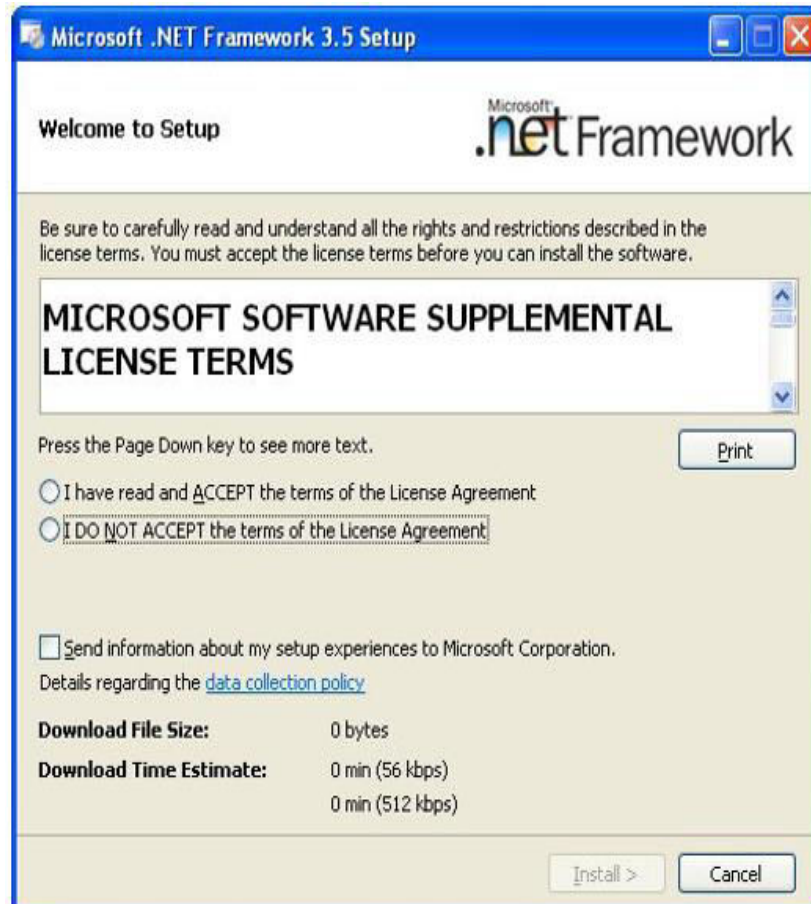 Microsoft .NET Framework 3.5 Setup
Welcome to Setup
Microsoft
.net Framework
Be sure to carefully read and understand all the rights and restrictions described in the
license terms. You must accept the license terms before you can install the software.
MICROSOFT SOFTWARE SUPPLEMENTAL
LICENSE TERMS
Press the Page Down key to see more text.
Print
I have read and ACCEPT the terms of the License Agreement
I DO NOT ACCEPT the terms of the License Agreement
Send information about my setup experiences to Microsoft Corporation.
Details regarding the data collection policy
Download File Size: 0 bytes
Download Time Estimate: 0 min (56 kbps)
0 min (512 kbps)
Install > Cancel